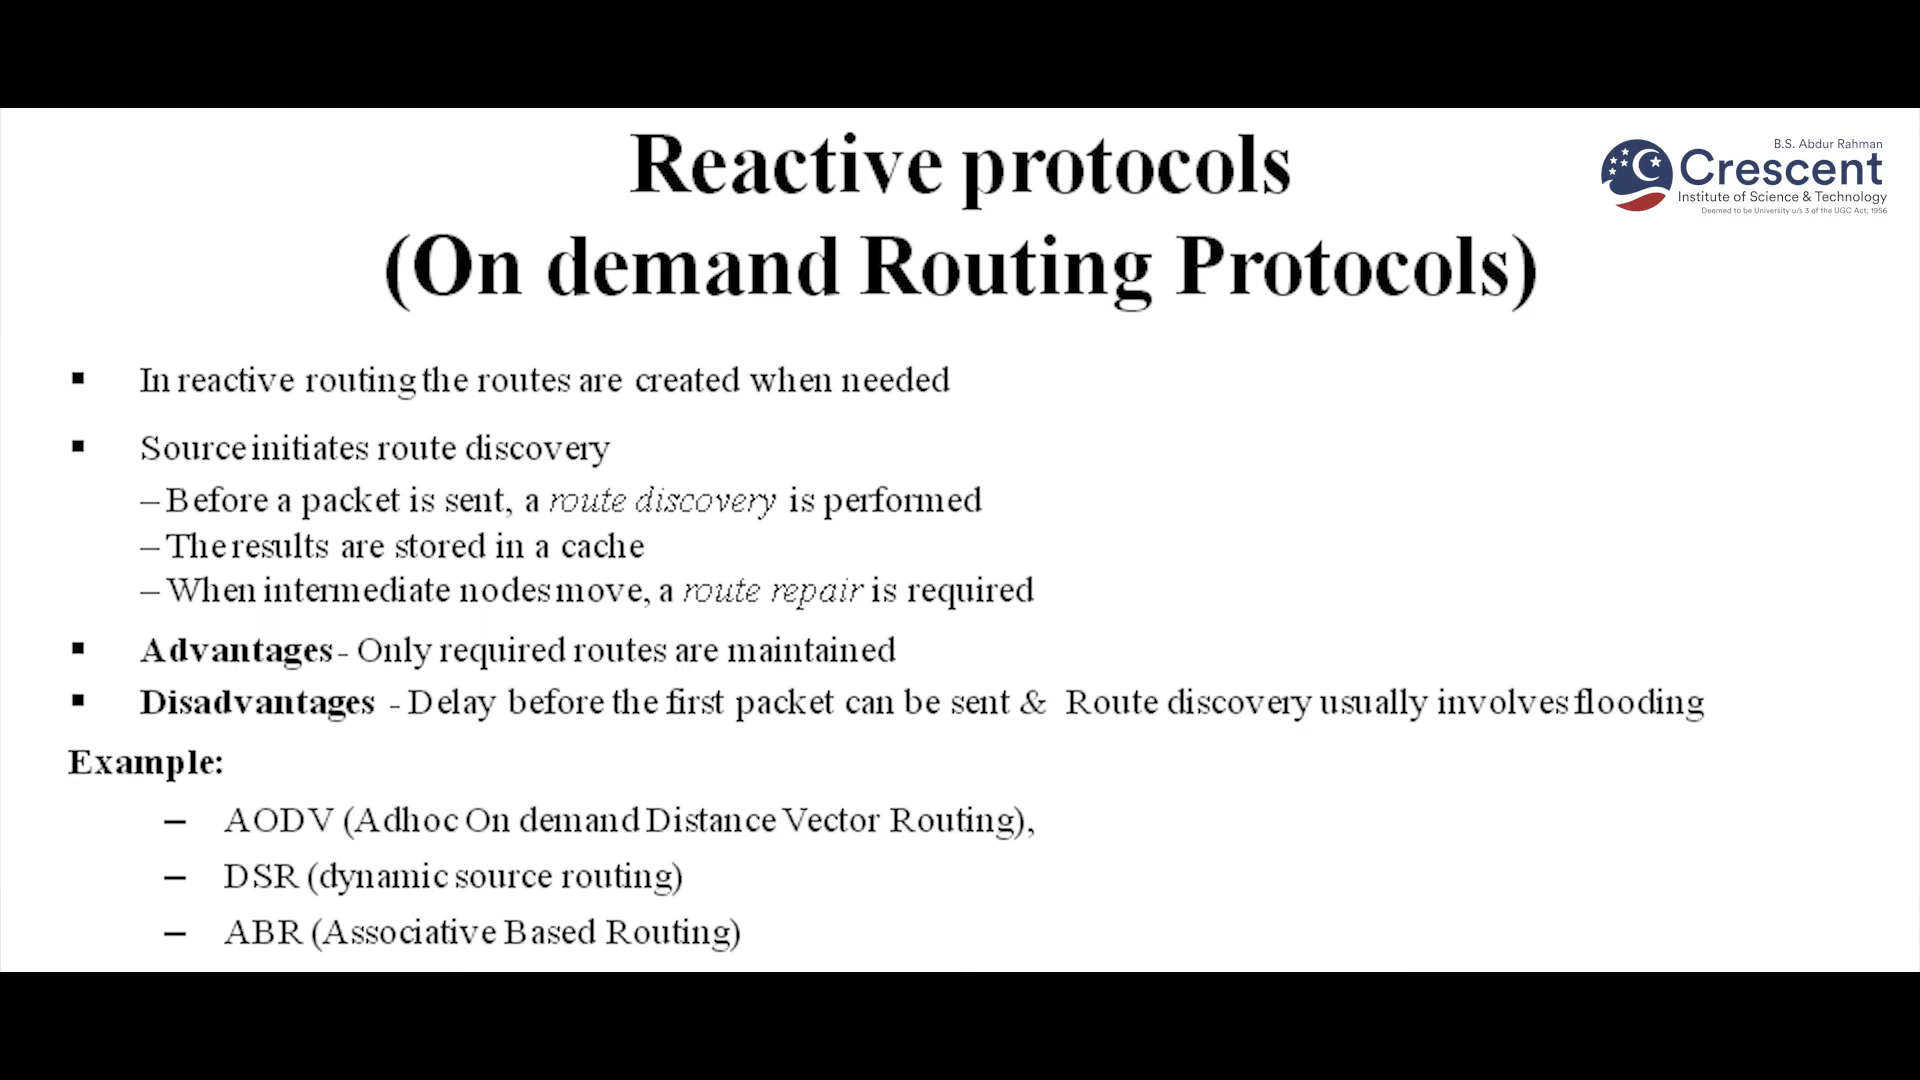 Reactive protocols
(On demand Routing Protocols)
B.S. Abdur Rahman
Crescent
Institute of Science & Technology
Deemed to be University u/s 3 of the UGC Act, 1956
▪ In reactive routing the routes are created when needed
▪ Source initiates route discovery
– Before a packet is sent, a route discovery is performed
– The results are stored in a cache
– When intermediate nodes move, a route repair is required
▪ Advantages - Only required routes are maintained
▪ Disadvantages - Delay before the first packet can be sent & Route discovery usually involves flooding
Example:
– AODV (Adhoc On demand Distance Vector Routing),
– DSR (dynamic source routing)
– ABR (Associative Based Routing)